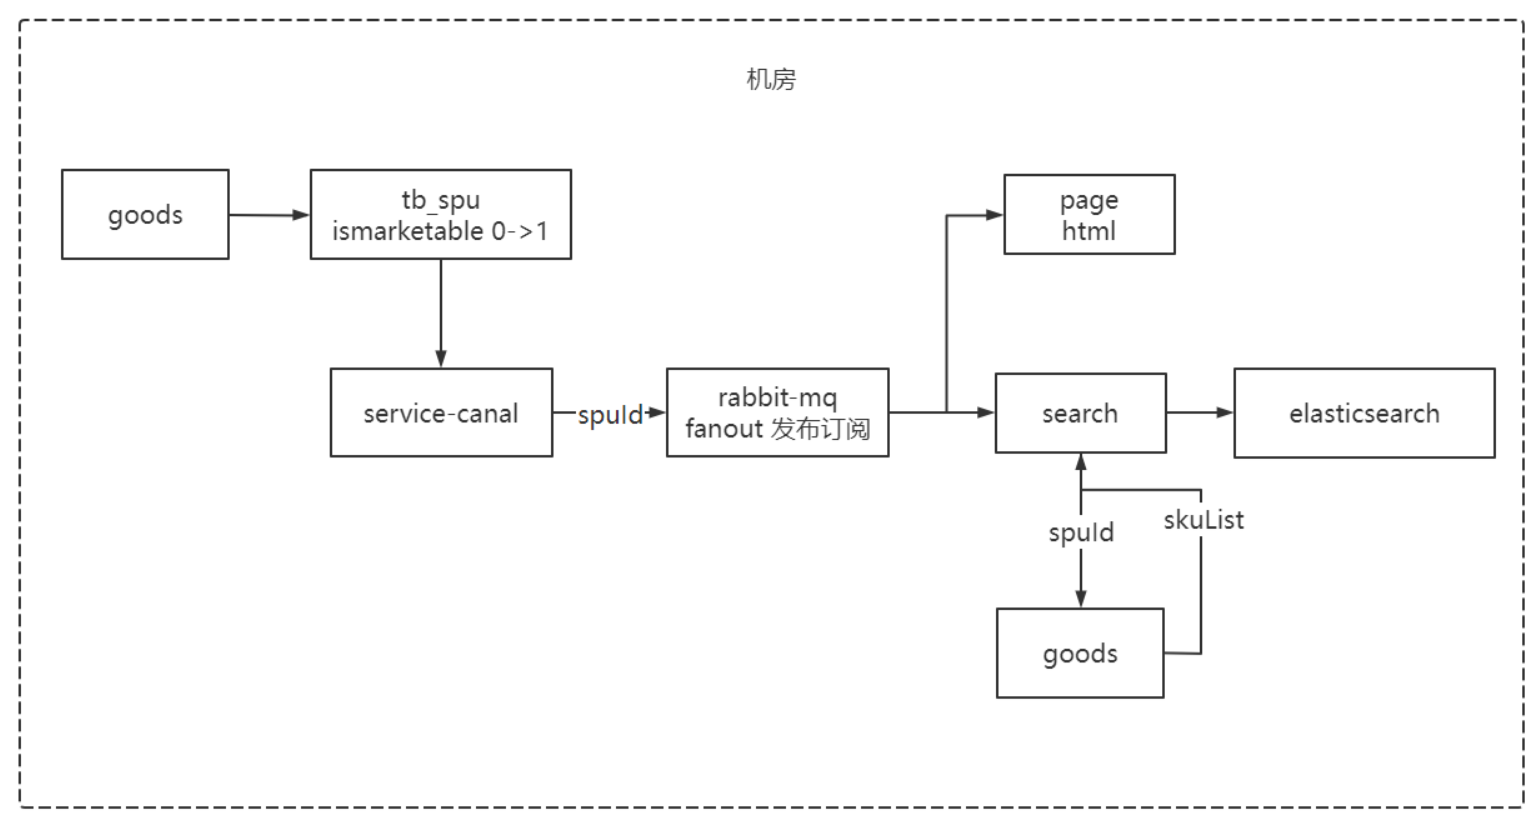 机房
goods
tb_spu
ismarketable 0->1
page
html
service-canal
spuId
rabbit-mq
fanout 发布订阅
search
elasticsearch
spuId
skuList
goods